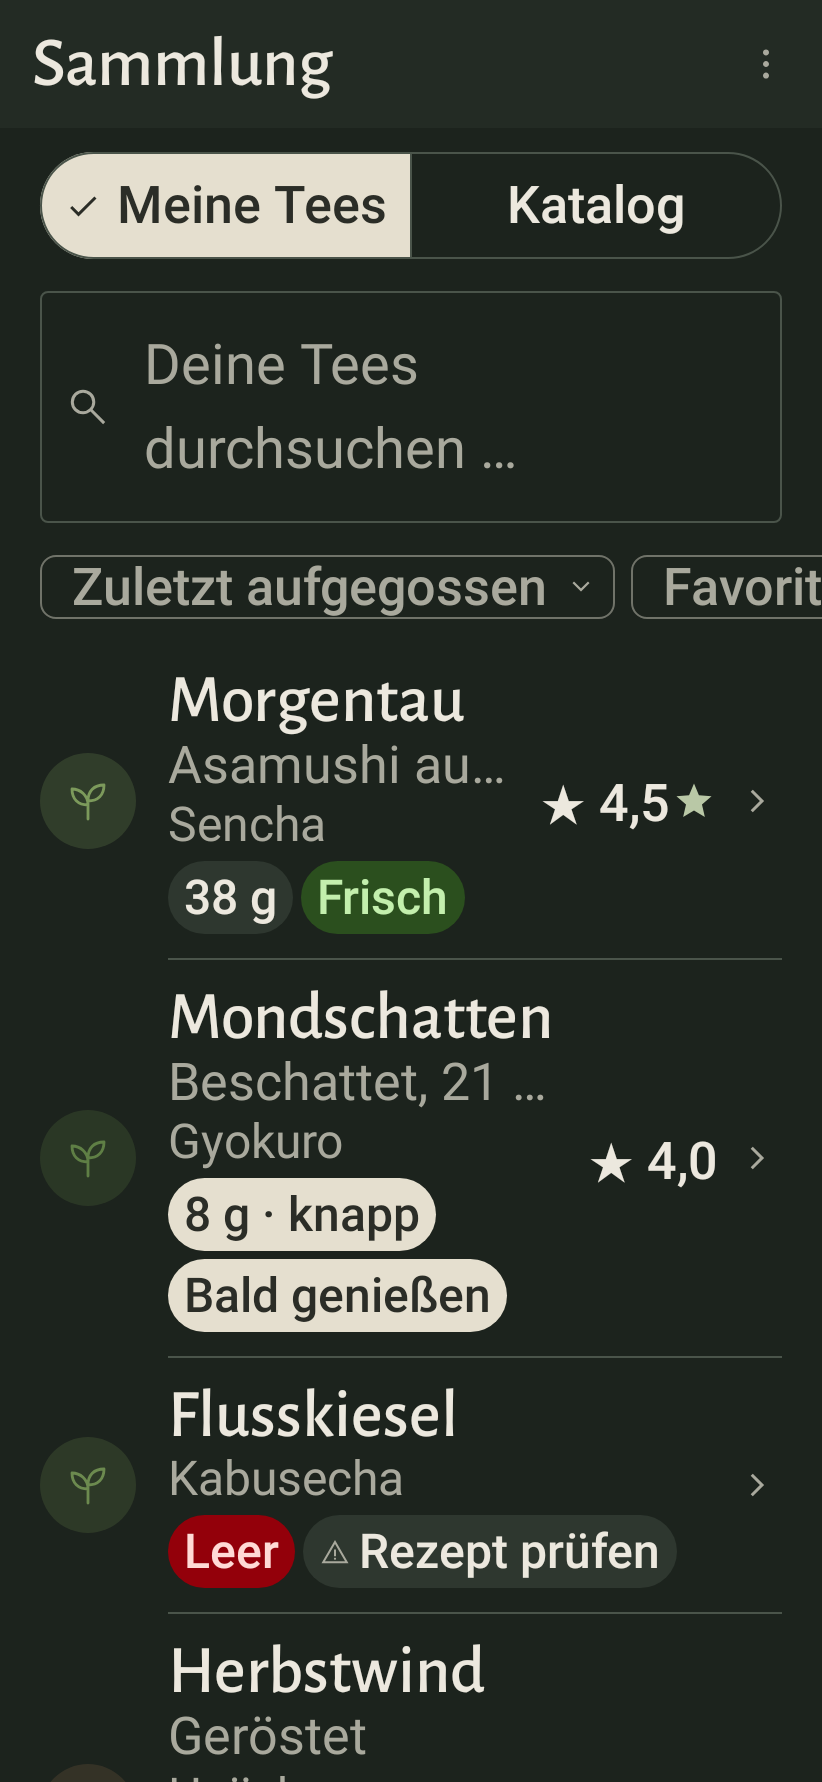 Sammlung
Meine Tees
Katalog
Deine Tees
durchsuchen …
Zuletzt aufgegossen
Favorit
Morgentau
Asamushi au…
Sencha
★ 4,5 ★
38 g
Frisch
Mondschatten
Beschattet, 21 …
Gyokuro
★ 4,0
8 g · knapp
Bald genießen
Flusskiesel
Kabusecha
Leer
Rezept prüfen
Herbstwind
Geröstet